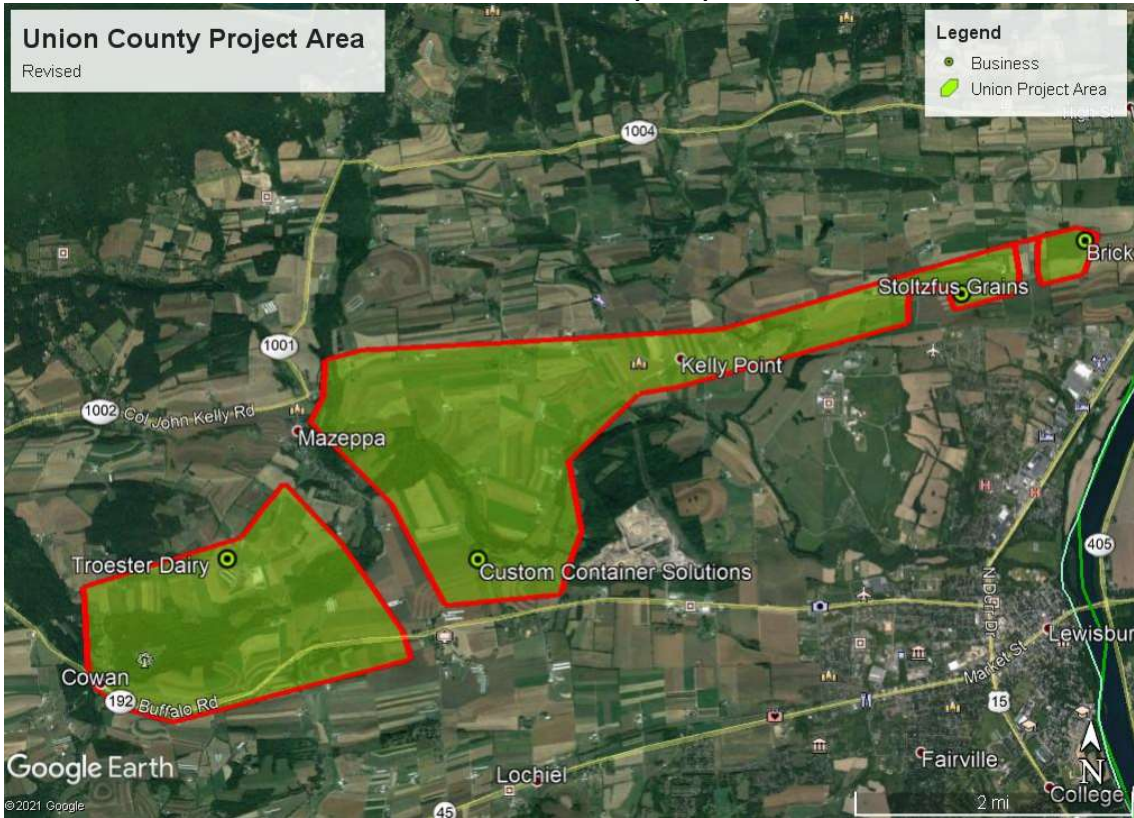 Union County Project Area
Revised
Legend
Business
Union Project Area
High St
1004
Brick
Stoltzfus Grains
1001
Kelly Point
1002
Col John Kelly Rd
Mazeppa
405
Troester Dairy
Custom Container Solutions
N Derr Dr
Lewisbur
Cowan
Market St
192
Buffalo Rd
15
Fairville
Google Earth
Lochiel
N
College
©2021 Google
45
2 mi